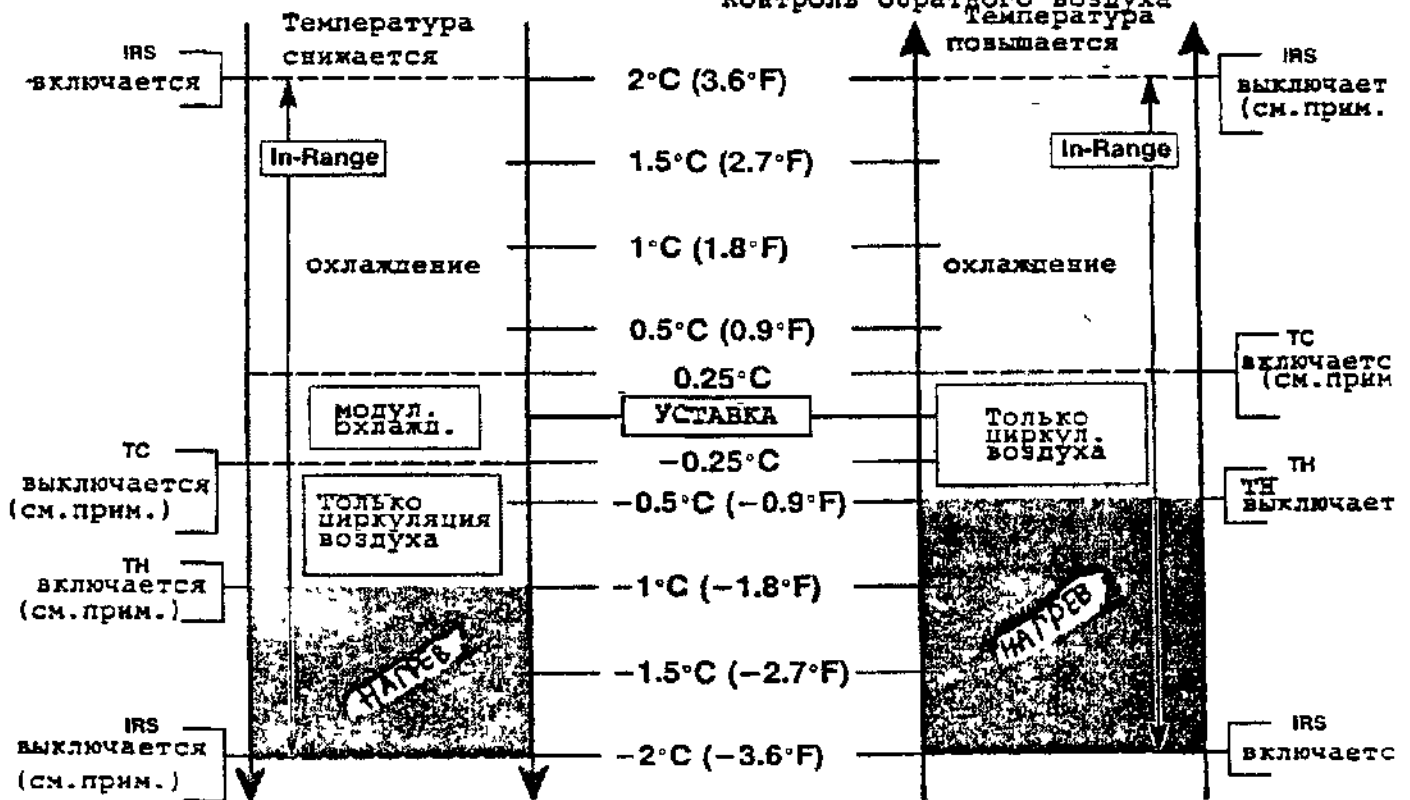 контроль обратного воздуха
Температура
снижается
Температура
повышается
IRS
включается
IRS
выключает
(см.прим.
2°C (3.6°F)
In-Range
1.5°C (2.7°F)
In-Range
1°C (1.8°F)
охлаждение
охлаждение
0.5°C (0.9°F)
TC
включаетс
(см.прим
0.25°C
модул.
охлажд.
УСТАВКА
Только
циркул.
воздуха
TC
выключается
(см.прим.)
-0.25°C
TH
TH
выключает
Только
циркуляция
воздуха
-0.5°C (-0.9°F)
TH
включается
(см.прим.)
-1°C (-1.8°F)
НАГРЕВ
НАГРЕВ
-1.5°C (-2.7°F)
IRS
выключается
(см.прим.)
-2°C (-3.6°F)
IRS
включаетс